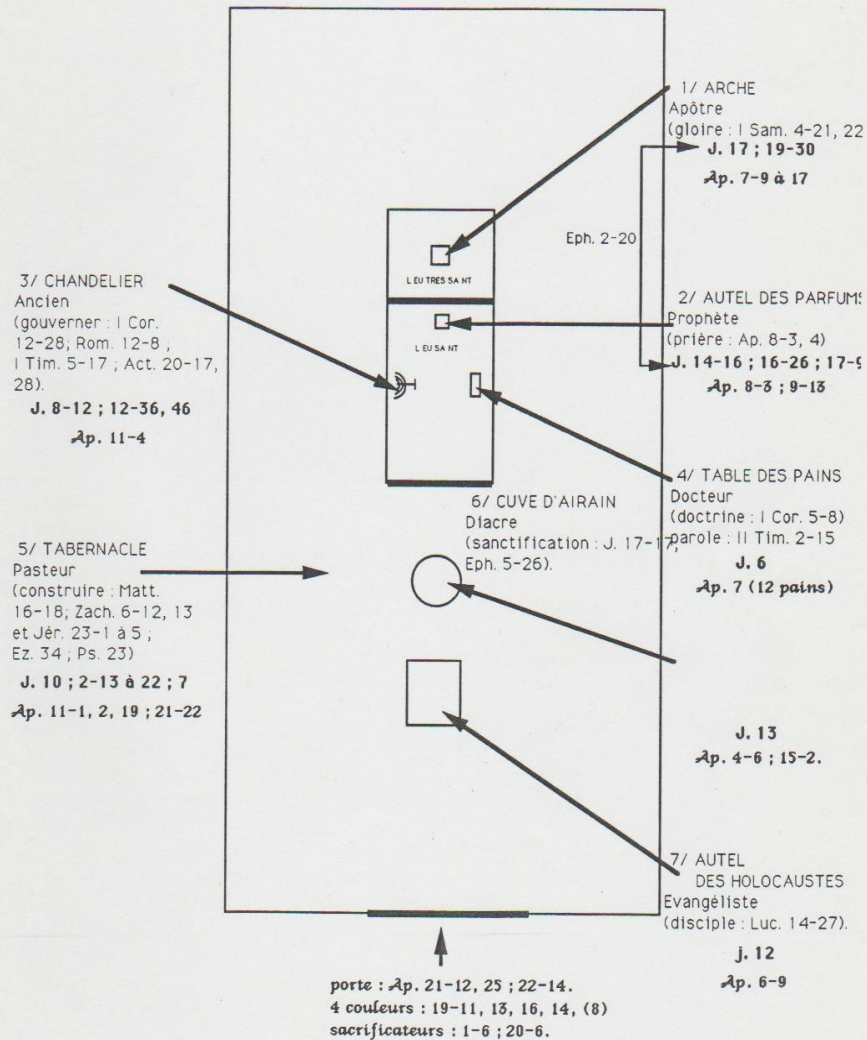 1/ ARCHE
Apôtre
(gloire : I Sam. 4-21, 22
J. 17 ; 19-30
Ap. 7-9 à 17
Eph. 2-20
L EU TRES SA NT
2/ AUTEL DES PARFUMS
Prophète
(prière : Ap. 8-3, 4)
J. 14-16 ; 16-26 ; 17-9
Ap. 8-3 ; 9-13
L EU SA NT
3/ CHANDELIER
Ancien
(gouverner : I Cor.
12-28; Rom. 12-8 ;
I Tim. 5-17 ; Act. 20-17,
28).
J. 8-12 ; 12-36, 46
Ap. 11-4
4/ TABLE DES PAINS
Docteur
(doctrine : I Cor. 5-8)
parole : II Tim. 2-15
J. 6
Ap. 7 (12 pains)
5/ TABERNACLE
Pasteur
(construire : Matt.
16-18; Zach. 6-12, 13
et Jér. 23-1 à 5 ;
Ez. 34 ; Ps. 23)
J. 10 ; 2-13 à 22 ; 7
Ap. 11-1, 2, 19 ; 21-22
6/ CUVE D'AIRAIN
Diacre
(sanctification : J. 17-17,
Eph. 5-26).
J. 13
Ap. 4-6 ; 15-2.
7/ AUTEL
DES HOLOCAUSTES
Evangéliste
(disciple : Luc. 14-27).
j. 12
Ap. 6-9
porte : Ap. 21-12, 25 ; 22-14.
4 couleurs : 19-11, 13, 16, 14, (8)
sacrificateurs : 1-6 ; 20-6.